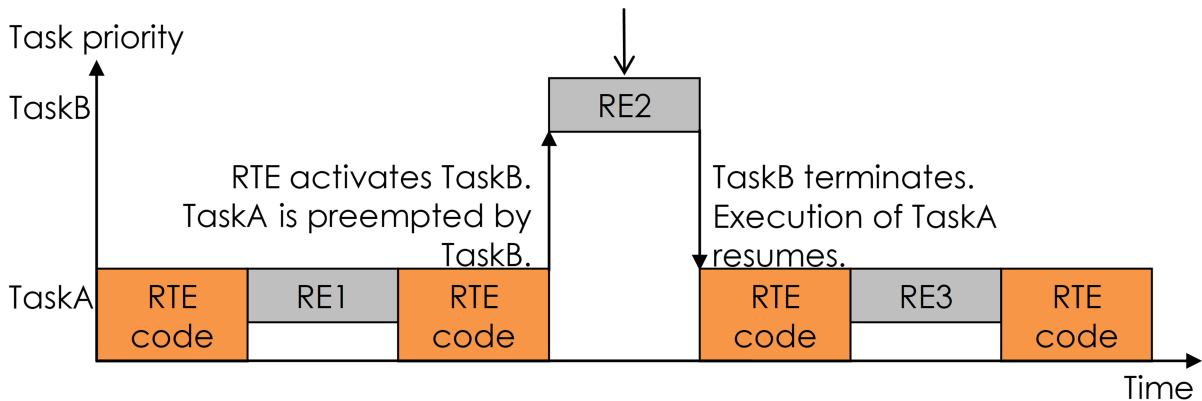 Task priority
TaskB
RE2
RTE activates TaskB.
TaskA is preempted by
TaskB.
TaskB terminates.
Execution of TaskA
resumes.
TaskA
RTE
code
RE1
RTE
code
RTE
code
RE3
RTE
code
Time